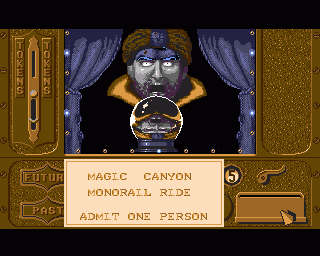 TOKENS
TOKENS
FUTUR
PAST
MAGIC CANYON
MONORAIL RIDE
ADMIT ONE PERSON
5